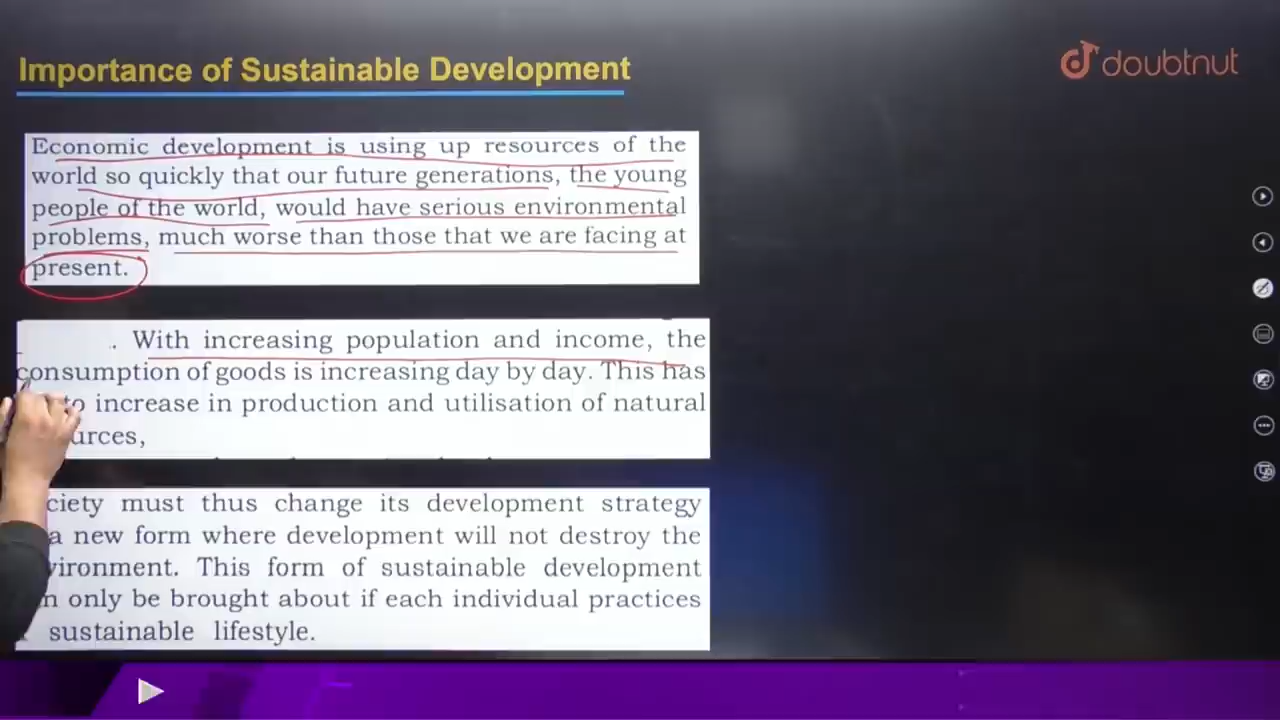 Importance of Sustainable Development
doubtnut
Economic development is using up resources of the
world so quickly that our future generations, the young
people of the world, would have serious environmental
problems, much worse than those that we are facing at
present.
. With increasing population and income, the
consumption of goods is increasing day by day. This has
to increase in production and utilisation of natural
urces,
ciety must thus change its development strategy
a new form where development will not destroy the
vironment. This form of sustainable development
n only be brought about if each individual practices
sustainable lifestyle.